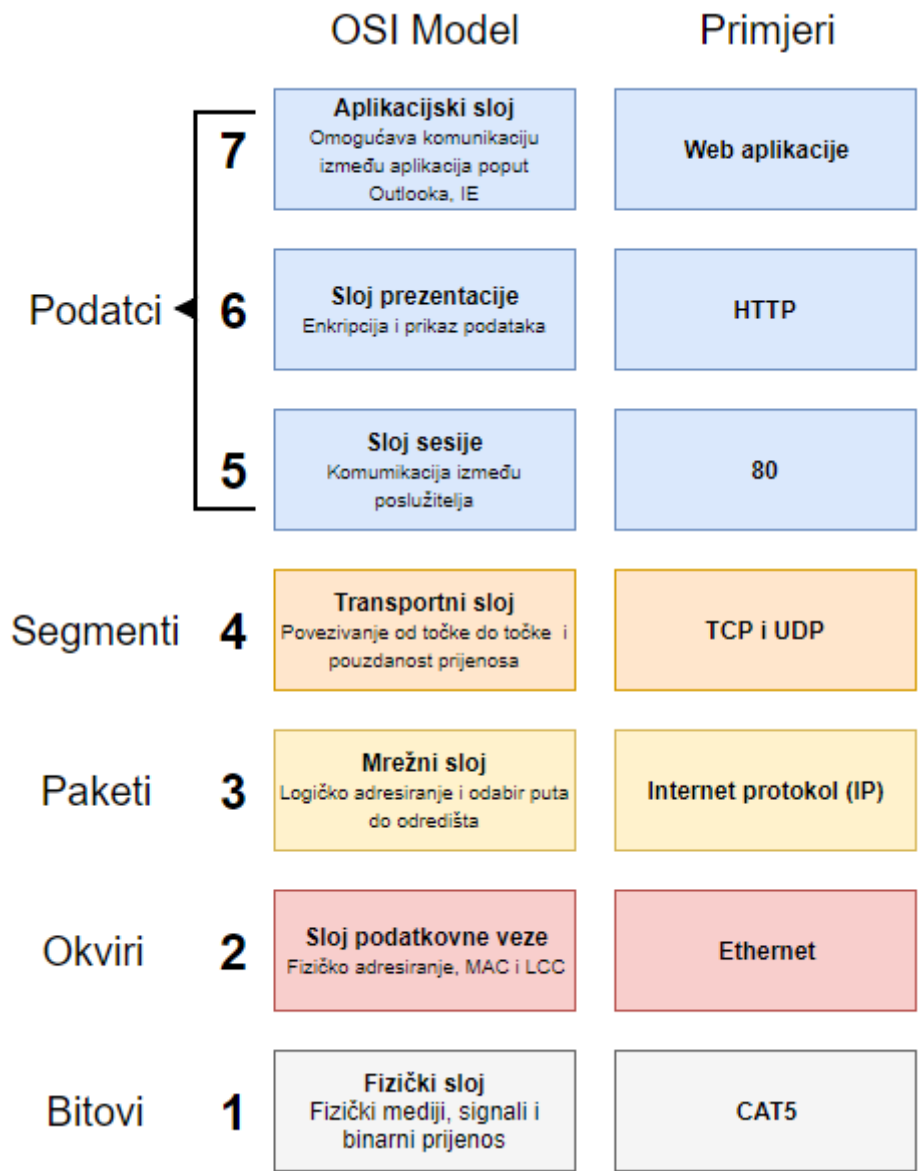 OSI Model
Primjeri
7
Aplikacijski sloj
Omogućava komunikaciju
između aplikacija poput
Outlooka, IE
Web aplikacije
Podatci
6
Sloj prezentacije
Enkripcija i prikaz podataka
HTTP
5
Sloj sesije
Komumikacija između
poslužitelja
80
Segmenti
4
Transportni sloj
Povezivanje od točke do točke i
pouzdanost prijenosa
TCP i UDP
Paketi
3
Mrežni sloj
Logičko adresiranje i odabir puta
do odredišta
Internet protokol (IP)
Okviri
2
Sloj podatkovne veze
Fizičko adresiranje, MAC i LCC
Ethernet
Bitovi
1
Fizički sloj
Fizički mediji, signali i
binarni prijenos
CAT5